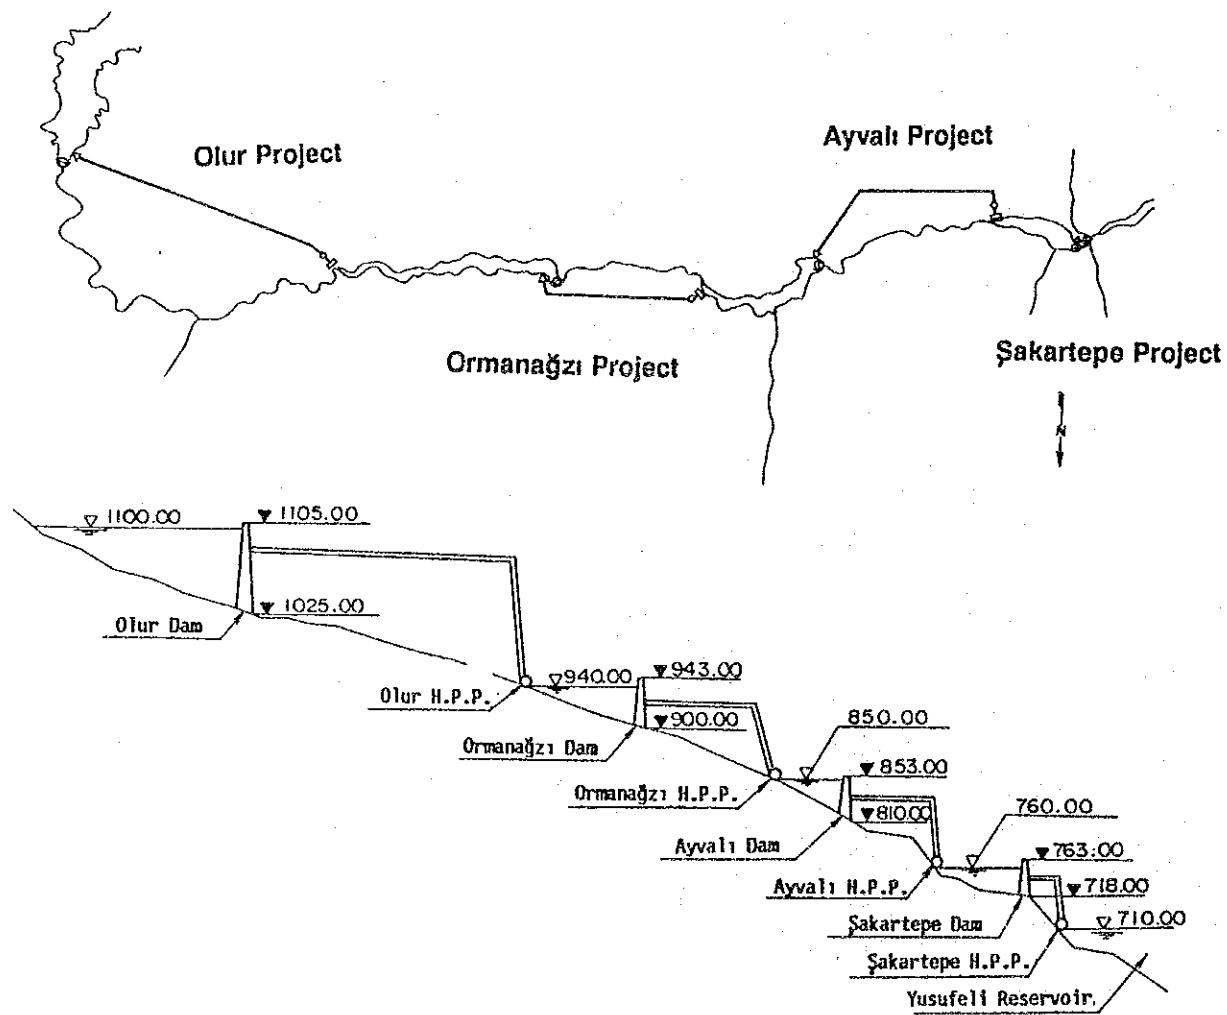 Olur Project
Ayvalı Project
Ormanağzı Project
Şakartepe Project
N
1100.00
1105.00
1025.00
Olur Dam
940.00
943.00
Olur H.P.P.
900.00
850.00
Ormanağzı Dam
853.00
Ormanağzı H.P.P.
810.00
760.00
Ayvalı Dam
763.00
Ayvalı H.P.P.
718.00
Şakartepe Dam
710.00
Şakartepe H.P.P.
Yusufeli Reservoir.